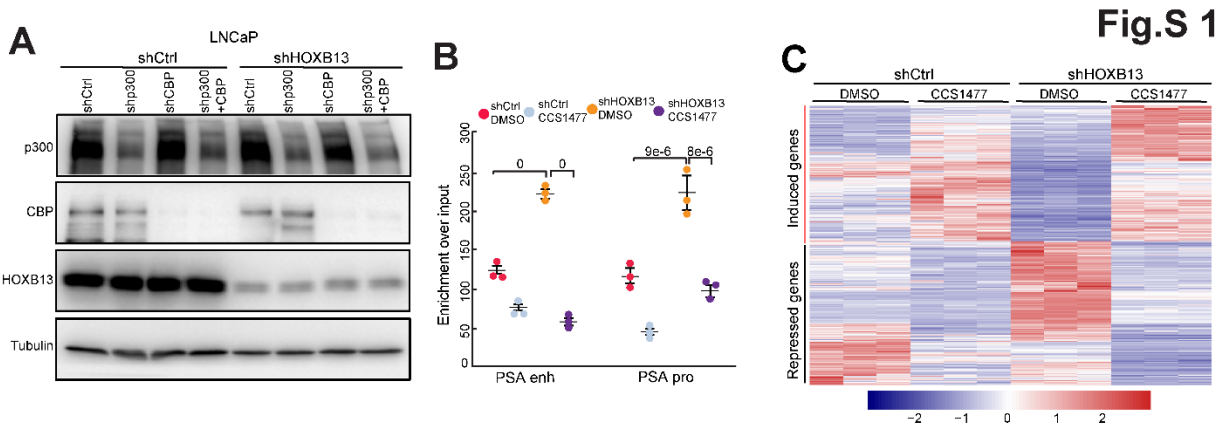 Fig.S 1
A
LNCaP
shCtrl
shHOXB13
shCtrl
shp300
shCBP
shp300
+CBP
shCtrl
shp300
shCBP
shp300
+CBP
p300
CBP
HOXB13
Tubulin
B
shCtrl
DMSO
shCtrl
CCS1477
shHOXB13
DMSO
shHOXB13
CCS1477
Enrichment over input
300
250
200
150
100
50
0
0
0
9e-6
8e-6
PSA enh
PSA pro
C
shCtrl
shHOXB13
DMSO
CCS1477
DMSO
CCS1477
Induced genes
Repressed genes
−2
−1
0
1
2